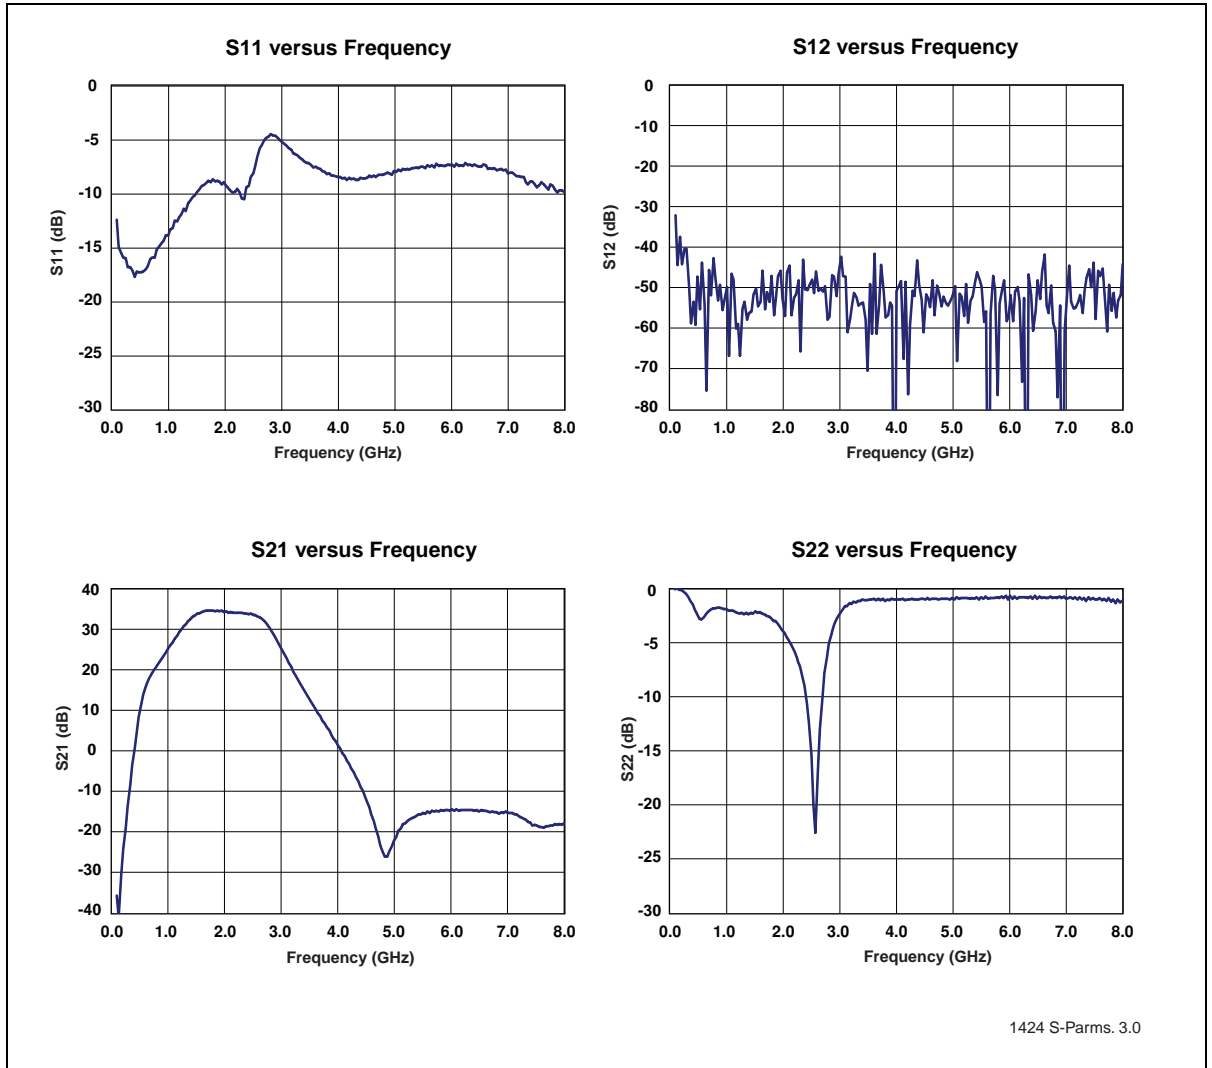 S11 versus Frequency
0
-5
-10
-15
-20
-25
-30
S11 (dB)
0.0 1.0 2.0 3.0 4.0 5.0 6.0 7.0 8.0
Frequency (GHz)
S12 versus Frequency
0
-10
-20
-30
-40
-50
-60
-70
-80
S12 (dB)
0.0 1.0 2.0 3.0 4.0 5.0 6.0 7.0 8.0
Frequency (GHz)
S21 versus Frequency
40
30
20
10
0
-10
-20
-30
-40
S21 (dB)
0.0 1.0 2.0 3.0 4.0 5.0 6.0 7.0 8.0
Frequency (GHz)
S22 versus Frequency
0
-5
-10
-15
-20
-25
-30
S22 (dB)
0.0 1.0 2.0 3.0 4.0 5.0 6.0 7.0 8.0
Frequency (GHz)
1424 S-Parms. 3.0